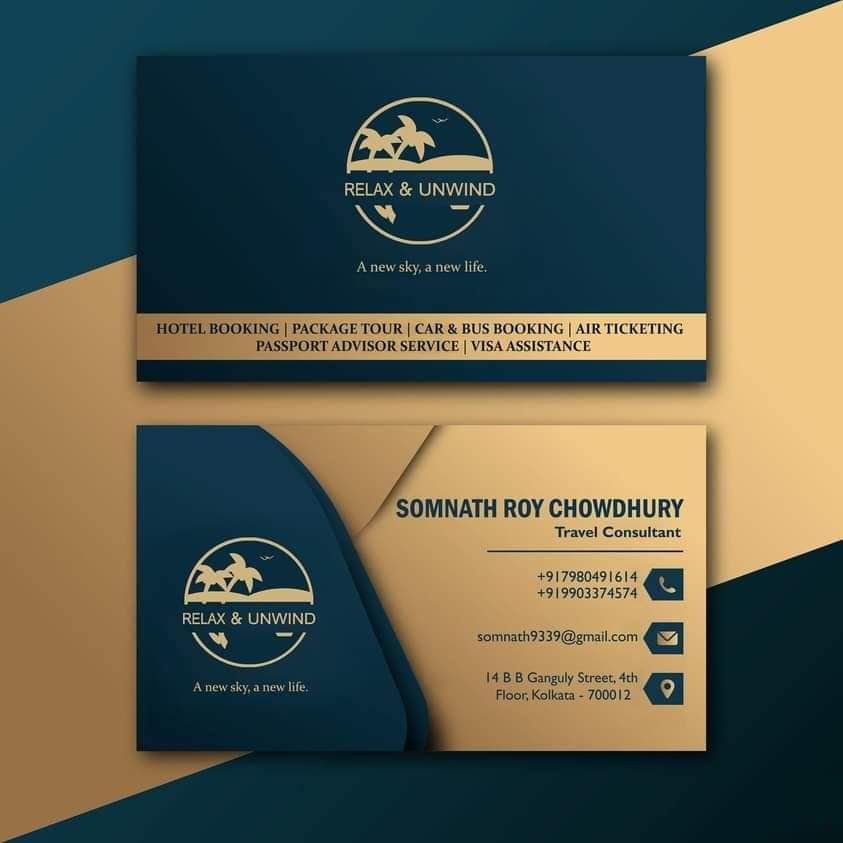 RELAX & UNWIND
A new sky, a new life.
HOTEL BOOKING | PACKAGE TOUR | CAR & BUS BOOKING | AIR TICKETING
PASSPORT ADVISOR SERVICE | VISA ASSISTANCE
SOMNATH ROY CHOWDHURY
Travel Consultant
+917980491614
+919903374574
somnath9339@gmail.com
14 B B Ganguly Street, 4th
Floor, Kolkata - 700012
RELAX & UNWIND
A new sky, a new life.